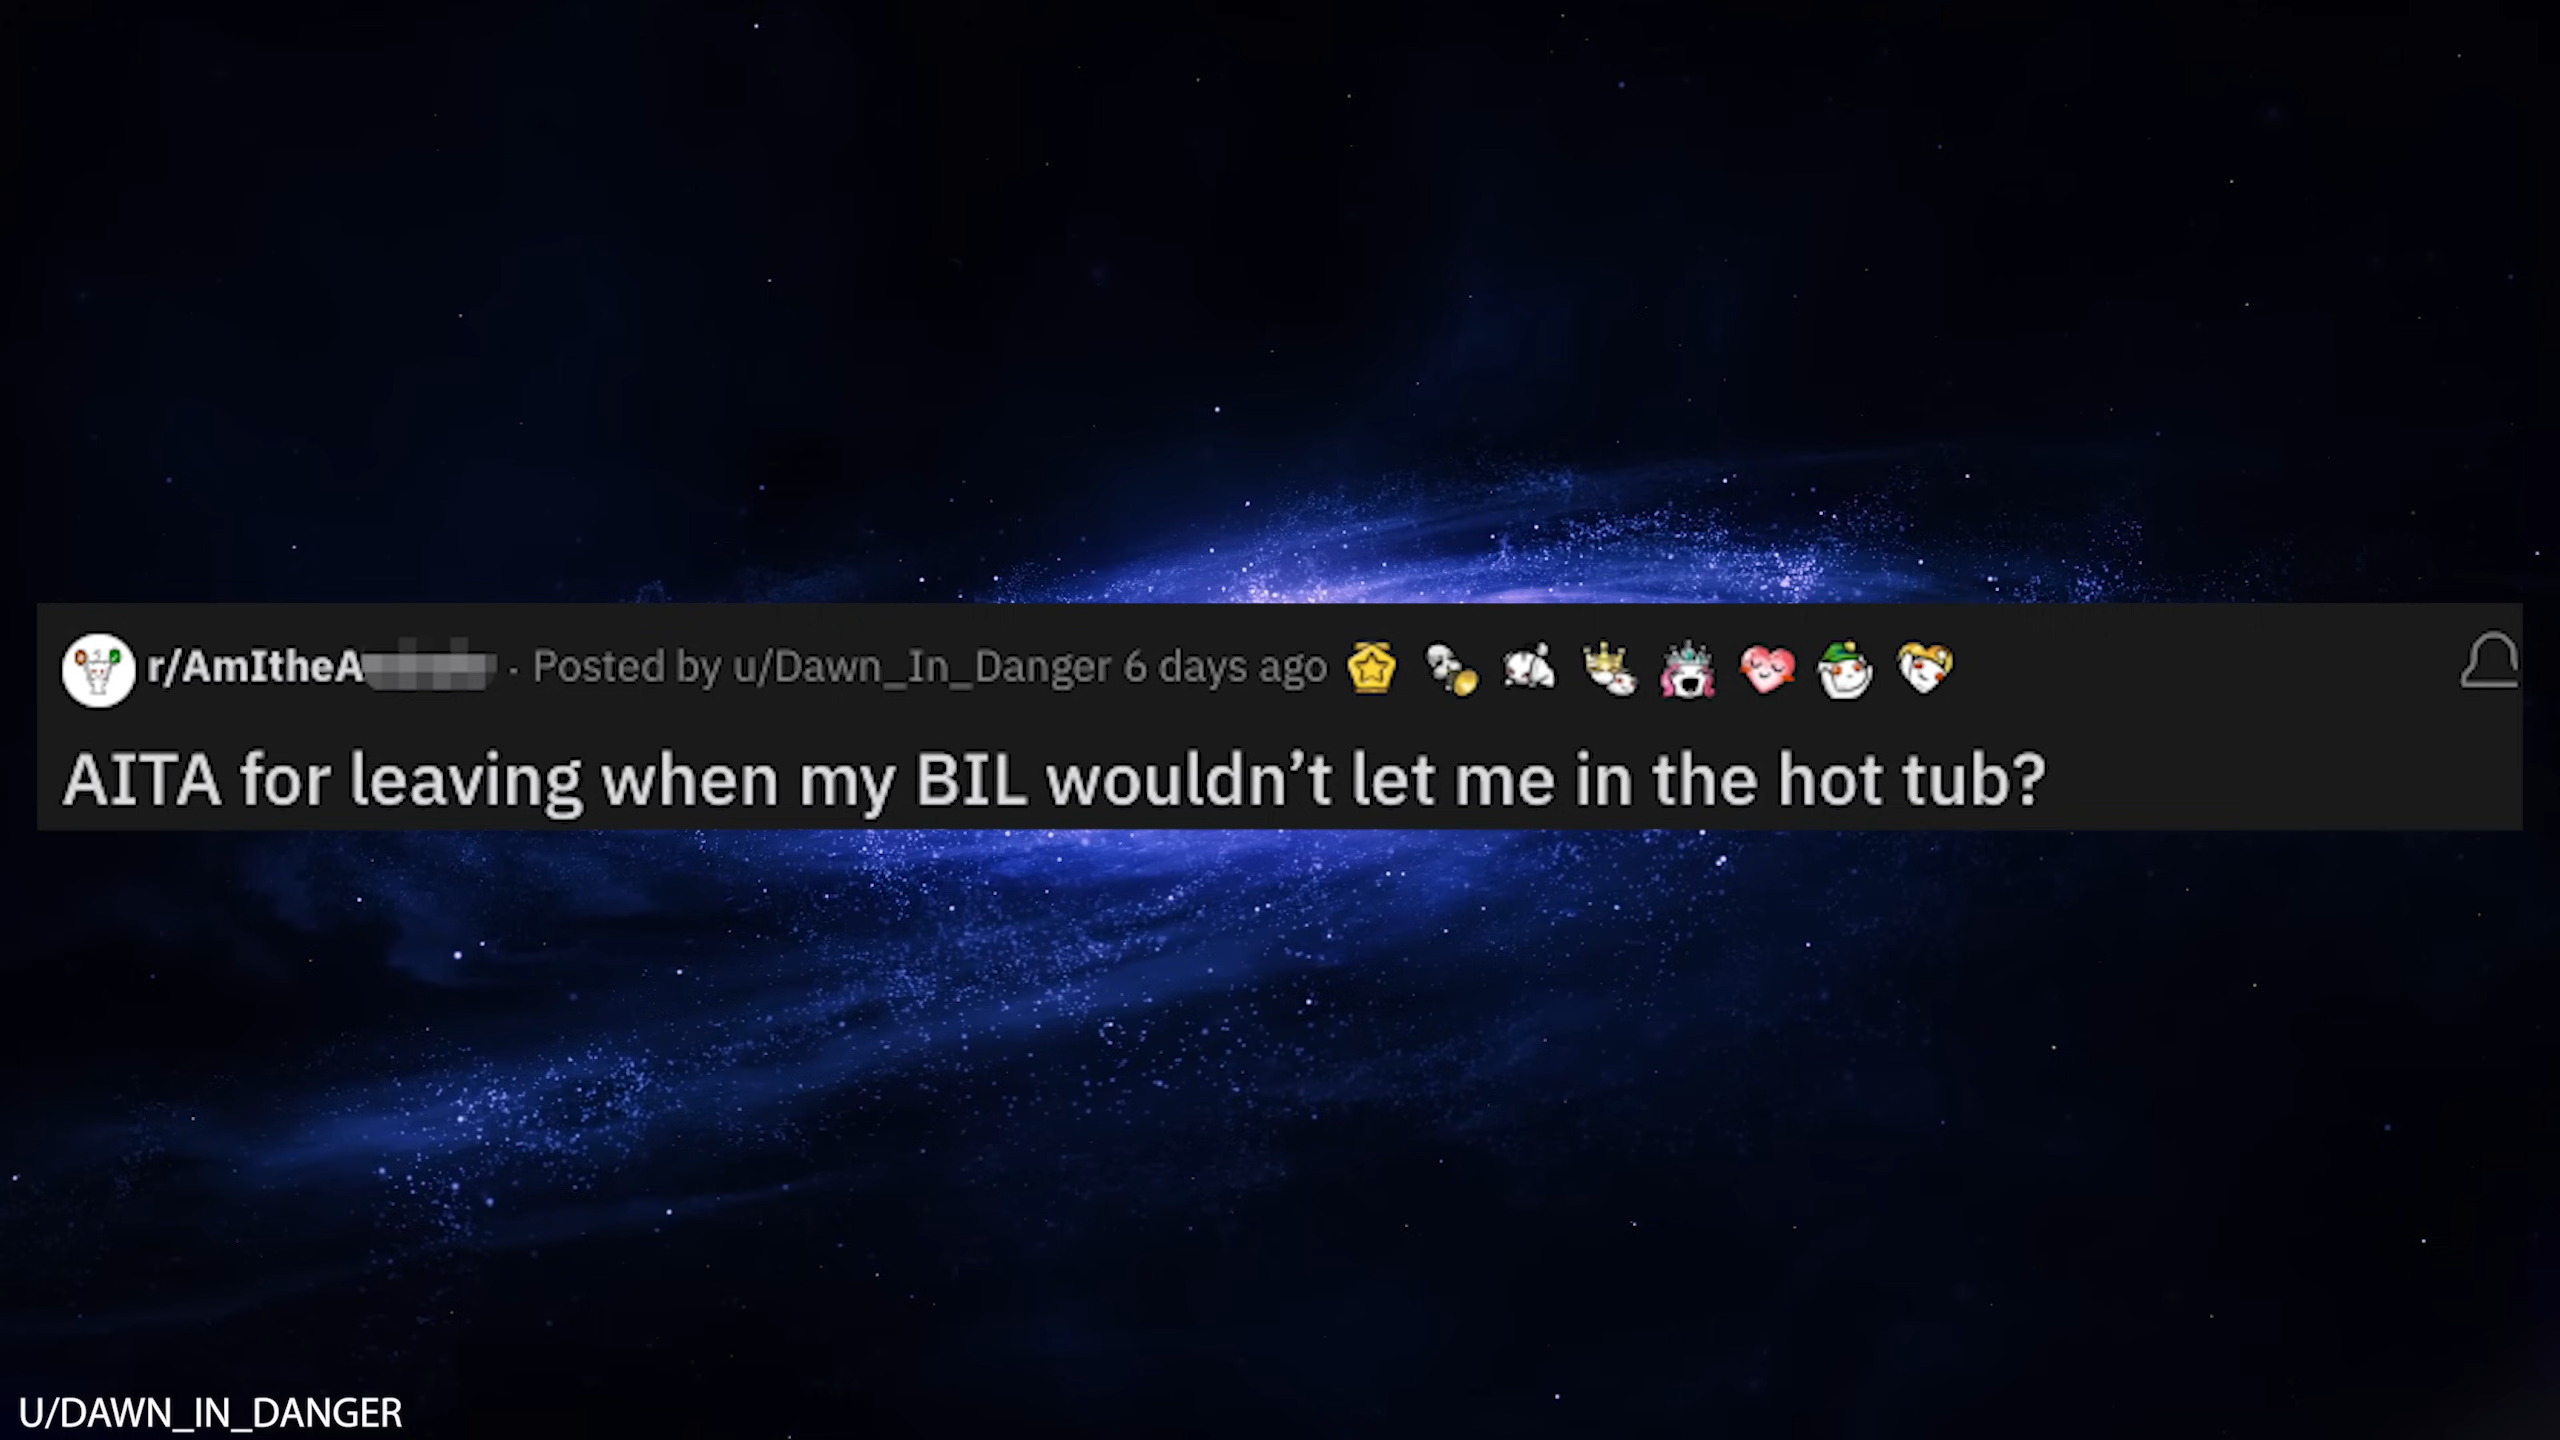 r/AmItheA · Posted by u/Dawn_In_Danger 6 days ago
AITA for leaving when my BIL wouldn’t let me in the hot tub?
U/DAWN_IN_DANGER